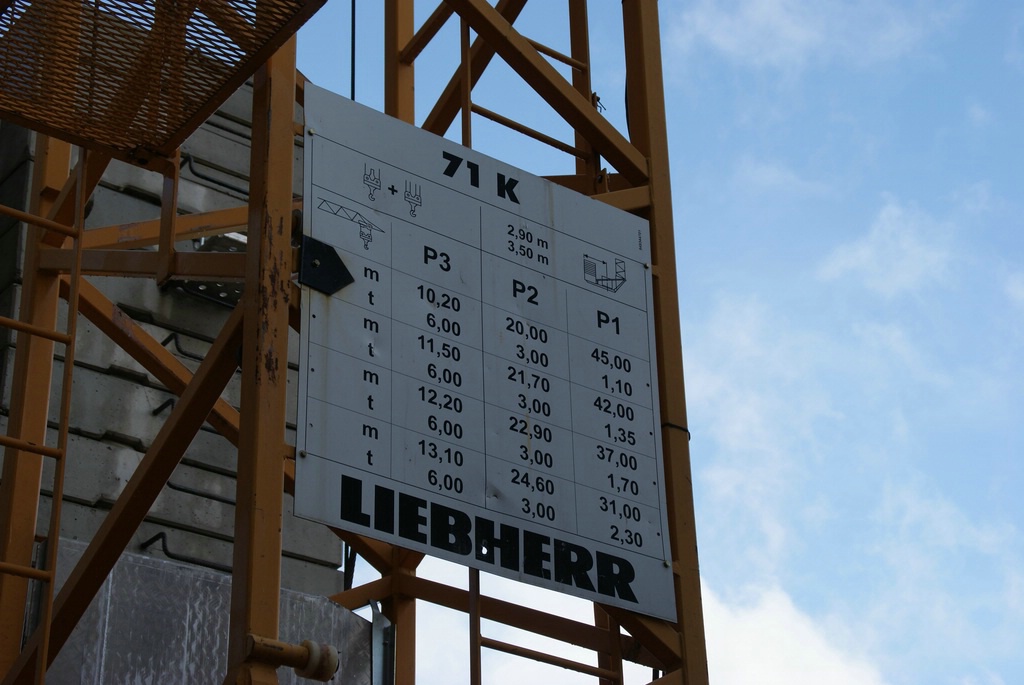 71 K
+
2,90 m
3,50 m
P3 P2 P1
m 10,20 20,00 45,00
t 6,00 3,00 1,10
m 11,50 21,70 42,00
t 6,00 3,00 1,35
m 12,20 22,90 37,00
t 6,00 3,00 1,70
m 13,10 24,60 31,00
t 6,00 3,00 2,30
LIEBHERR